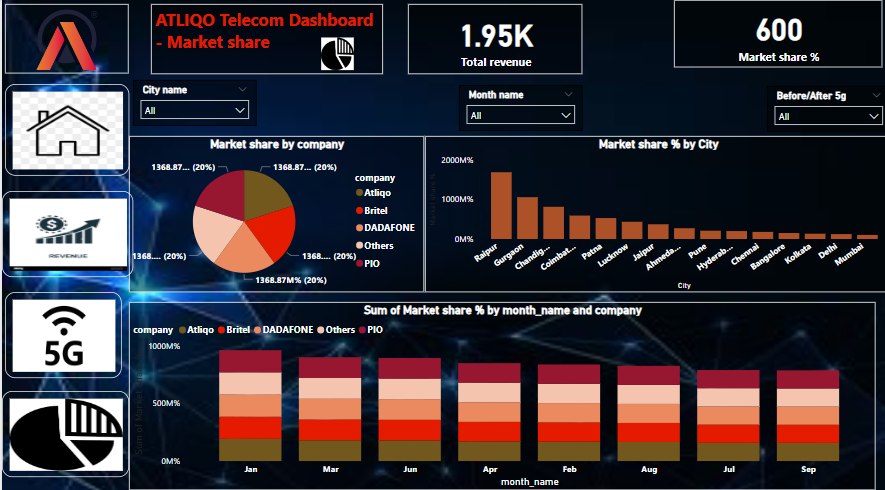 ®
ATLIQO Telecom Dashboard
- Market share
1.95K
Total revenue
600
Market share %
City name
All
Month name
All
Before/After 5g
All
Market share by company
1368.87... (20%)
1368.87... (20%)
1368.... (20%)
1368.... (20%)
1368.87M% (20%)
company
Atliqo
Britel
DADAFONE
Others
PIO
Market share % by City
2000M%
1000M%
0M%
Raipur
Gurgaon
Chandig...
Coimbat...
Patna
Lucknow
Jaipur
Ahmeda...
Pune
Hyderab...
Chennai
Bangalore
Kolkata
Delhi
Mumbai
City
$
REVENUE
5G
Sum of Market share % by month_name and company
company Atliqo Britel DADAFONE Others PIO
1000M%
500M%
0M%
Jan Mar Jun Apr Feb Aug Jul Sep
month_name